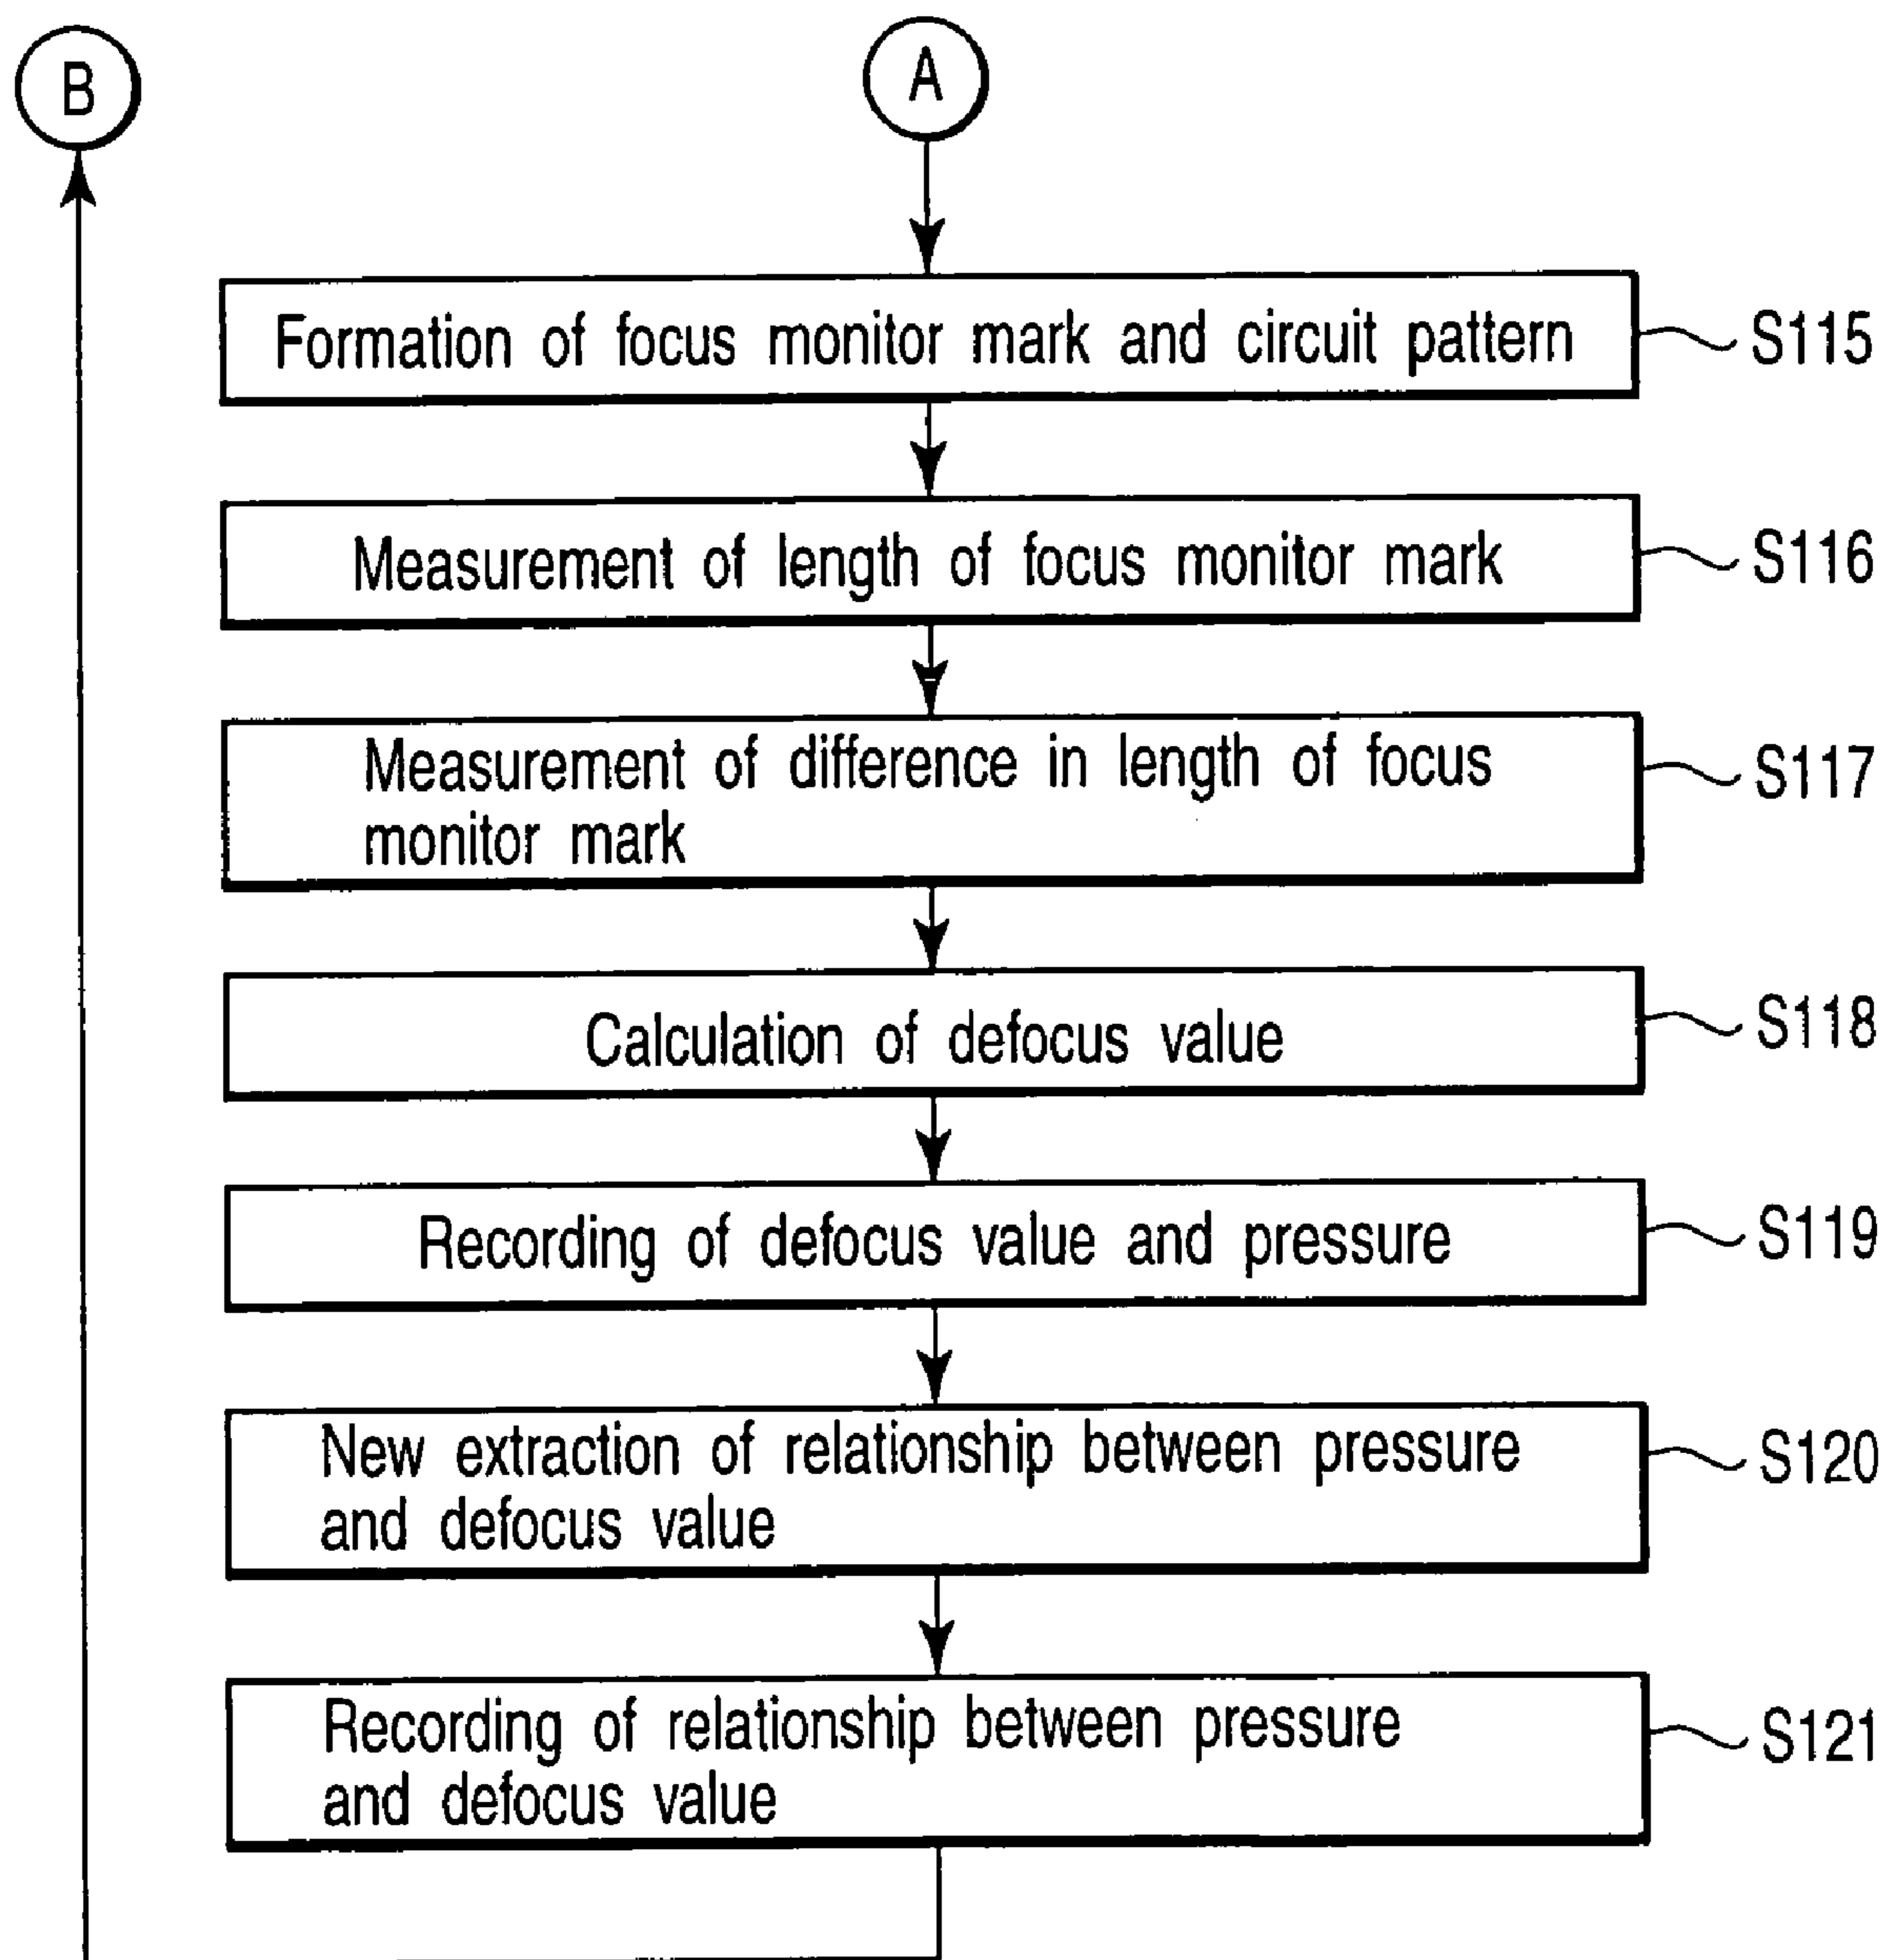 B
A
Formation of focus monitor mark and circuit pattern
S115
Measurement of length of focus monitor mark
S116
Measurement of difference in length of focus
monitor mark
S117
Calculation of defocus value
S118
Recording of defocus value and pressure
S119
New extraction of relationship between pressure
and defocus value
S120
Recording of relationship between pressure
and defocus value
S121